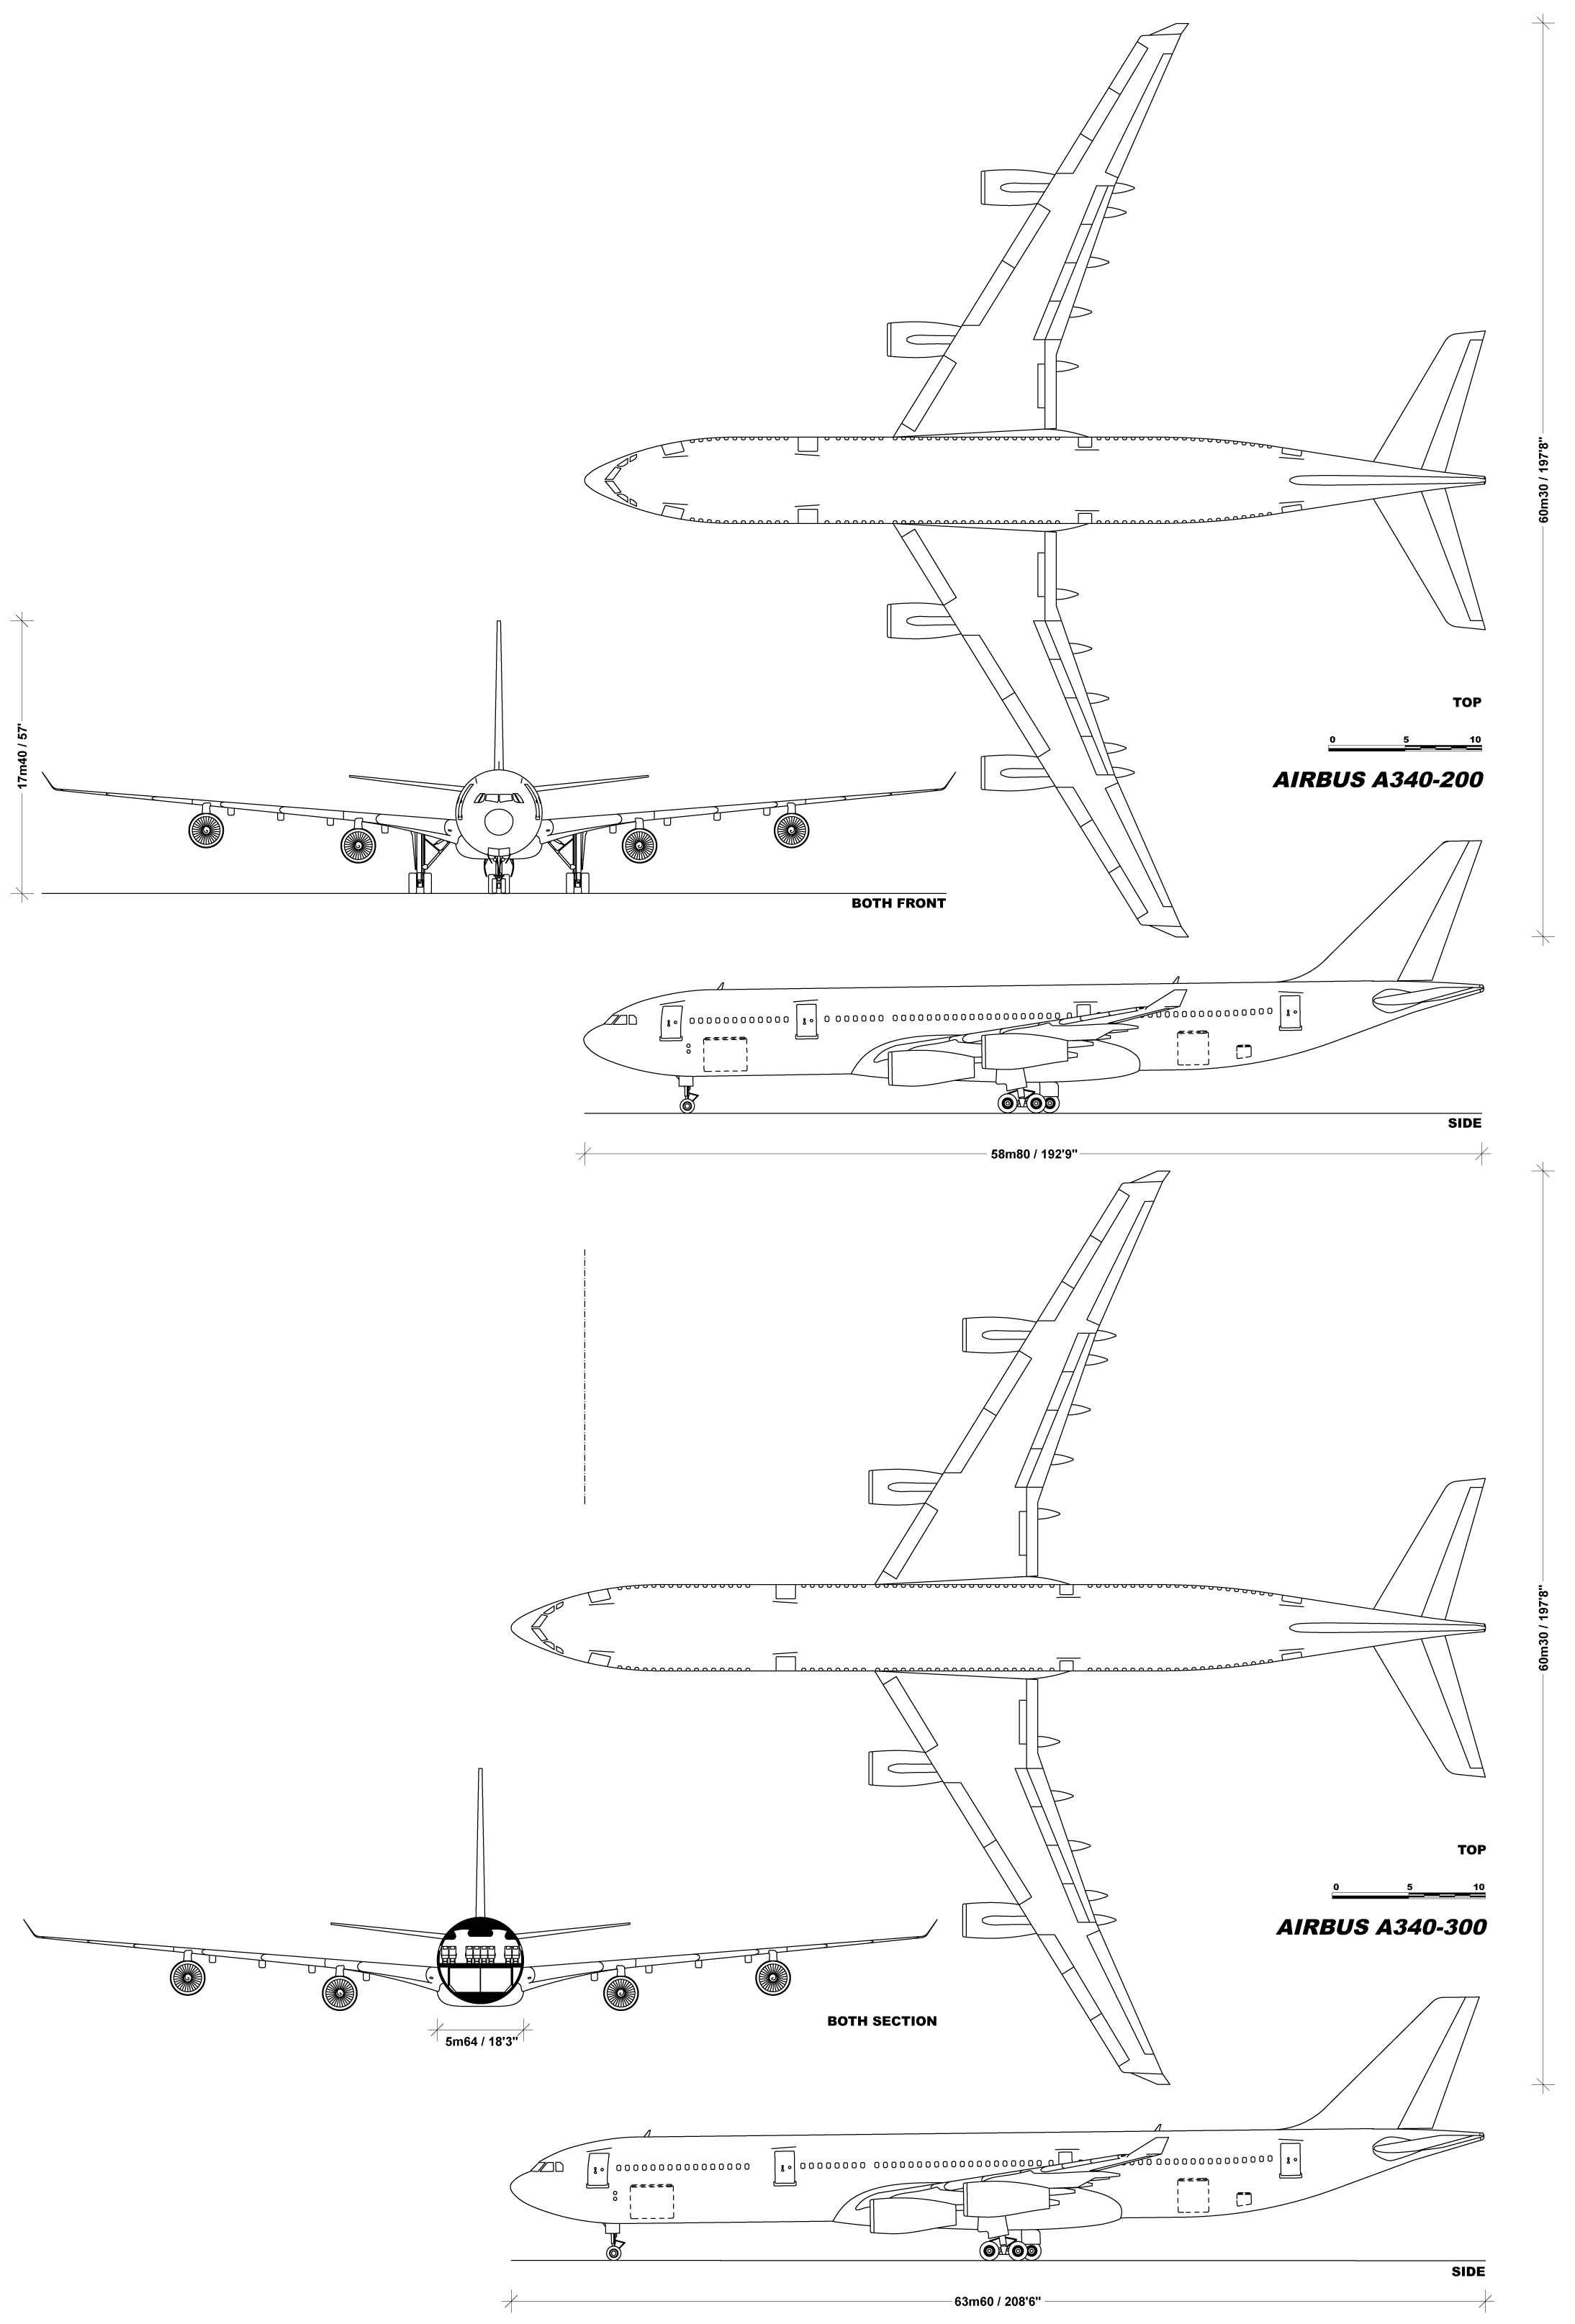 60m30 / 197'8"
17m40 / 57'
TOP
0 5 10
AIRBUS A340-200
BOTH FRONT
SIDE
58m80 / 192'9"
60m30 / 197'8"
TOP
0 5 10
AIRBUS A340-300
BOTH SECTION
5m64 / 18'3"
SIDE
63m60 / 208'6"